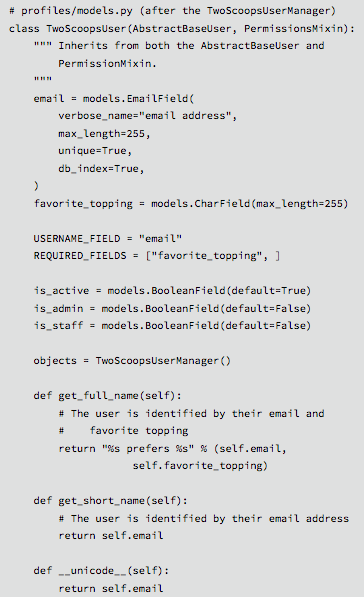 # profiles/models.py (after the TwoScoopsUserManager)
class TwoScoopsUser(AbstractBaseUser, PermissionsMixin):
    """ Inherits from both the AbstractBaseUser and
        PermissionMixin.
    """
    email = models.EmailField(
        verbose_name="email address",
        max_length=255,
        unique=True,
        db_index=True,
    )
    favorite_topping = models.CharField(max_length=255)

    USERNAME_FIELD = "email"
    REQUIRED_FIELDS = ["favorite_topping", ]

    is_active = models.BooleanField(default=True)
    is_admin = models.BooleanField(default=False)
    is_staff = models.BooleanField(default=False)

    objects = TwoScoopsUserManager()

    def get_full_name(self):
        # The user is identified by their email and
        #    favorite topping
        return "%s prefers %s" % (self.email,
                    self.favorite_topping)

    def get_short_name(self):
        # The user is identified by their email address
        return self.email

    def __unicode__(self):
        return self.email